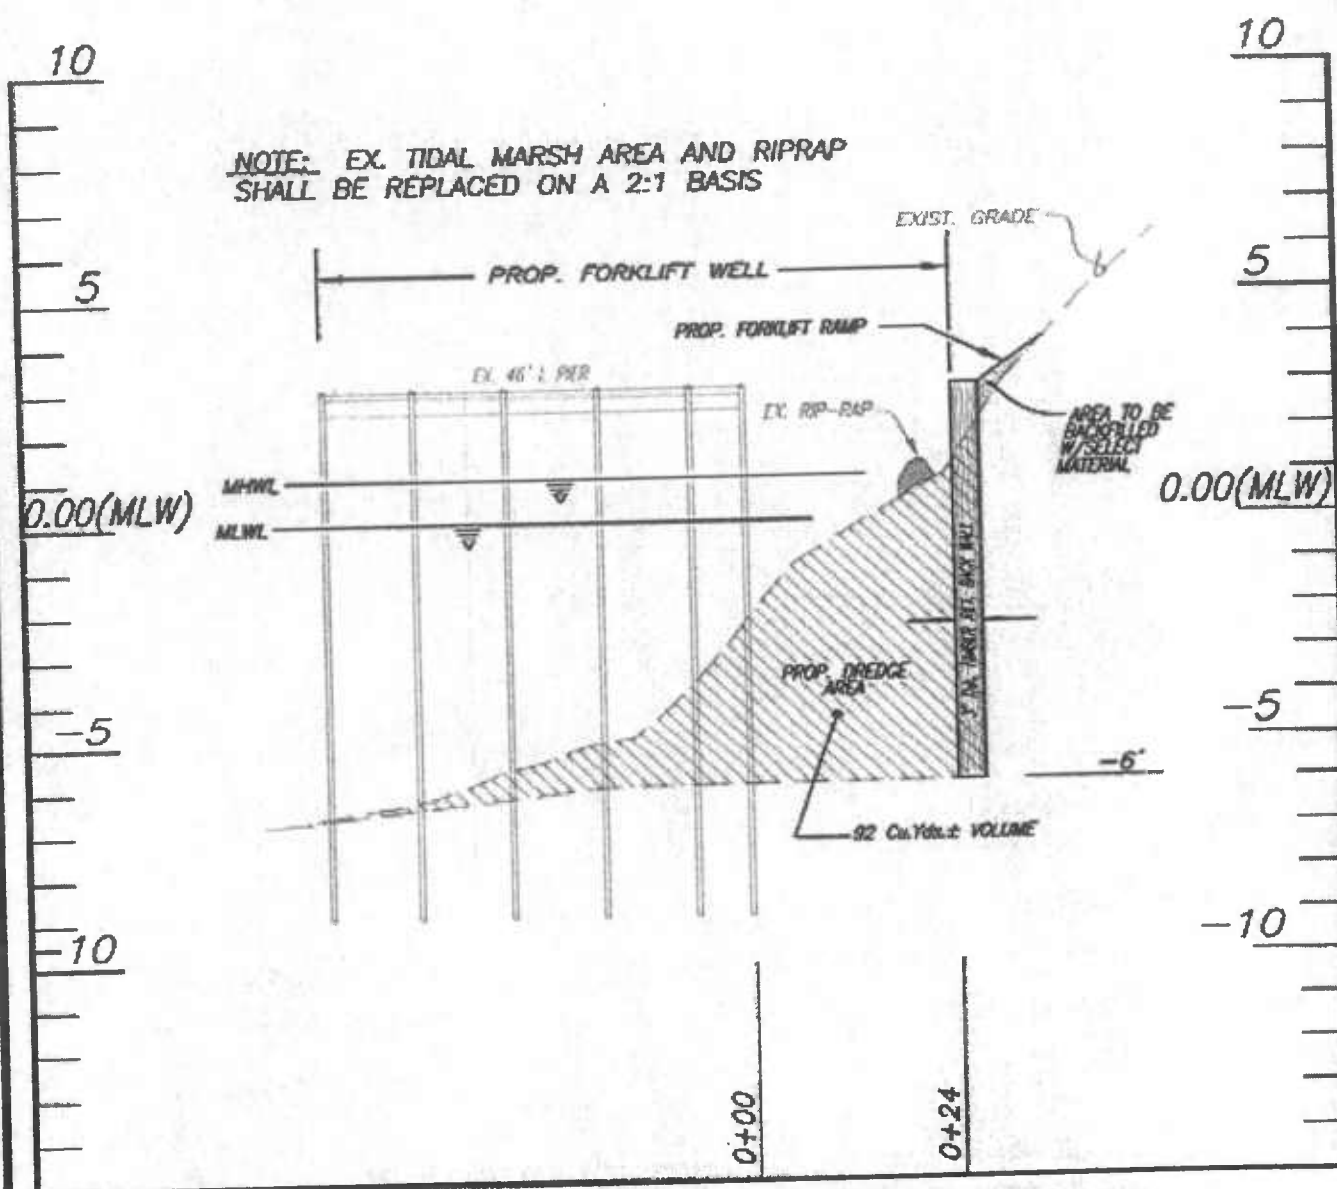 10
10
NOTE: EX. TIDAL MARSH AREA AND RIPRAP
SHALL BE REPLACED ON A 2:1 BASIS
EXIST. GRADE
5
5
PROP. FORKLIFT WELL
PROP. FORKLIFT RAMP
EX. 46' L PIER
EX. RIP-RAP
AREA TO BE
BACKFILLED
W/SELECT
MATERIAL
MHWL
0.00(MLW)
0.00(MLW)
MLWL
TIMBER BACK WALL
PROP. DREDGE
AREA
-5
-5
-6'
92 Cu.Yds.± VOLUME
-10
-10
0+00
0+24